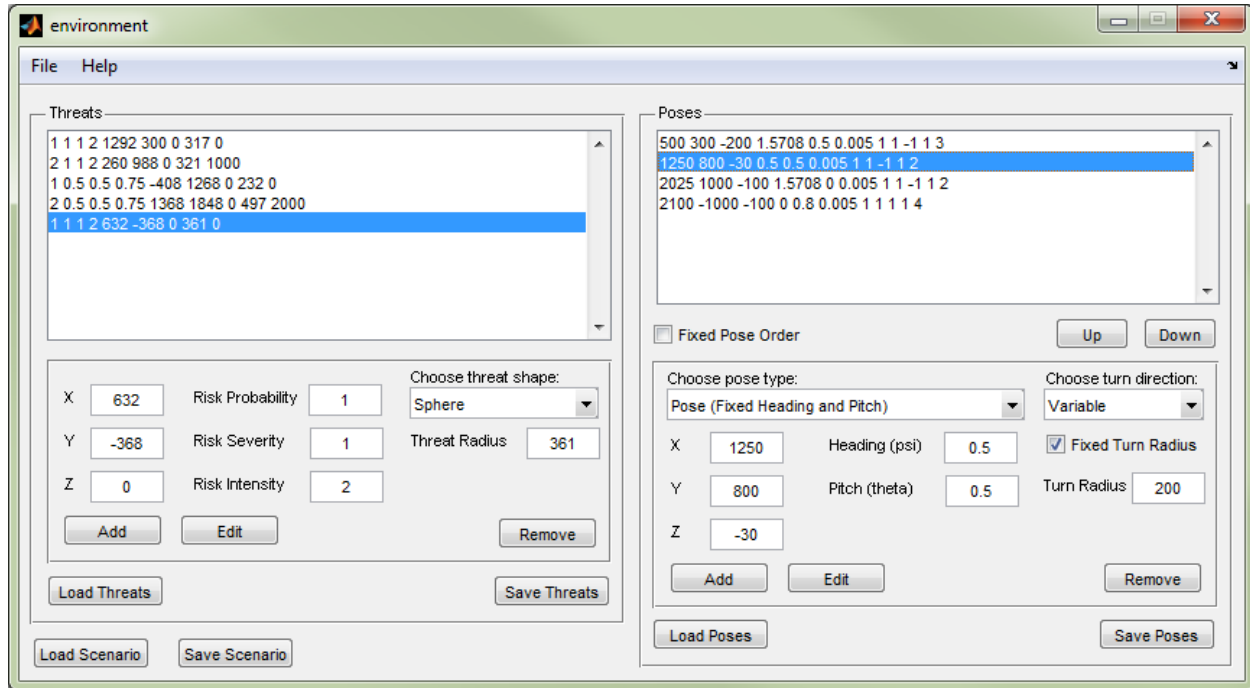 environment
File Help
Threats
1 1 1 2 1292 300 0 317 0
2 1 1 2 260 988 0 321 1000
1 0.5 0.5 0.75 -408 1268 0 232 0
2 0.5 0.5 0.75 1368 1848 0 497 2000
1 1 1 2 632 -368 0 361 0
X 632 Risk Probability 1 Choose threat shape:
Sphere
Y -368 Risk Severity 1 Threat Radius 361
Z 0 Risk Intensity 2
Add Edit Remove
Load Threats Save Threats
Load Scenario Save Scenario
Poses
500 300 -200 1.5708 0.5 0.005 1 1 -1 1 3
1250 800 -30 0.5 0.5 0.005 1 1 -1 1 2
2025 1000 -100 1.5708 0 0.005 1 1 -1 1 2
2100 -1000 -100 0 0.8 0.005 1 1 1 1 4
Fixed Pose Order Up Down
Choose pose type: Choose turn direction:
Pose (Fixed Heading and Pitch) Variable
X 1250 Heading (psi) 0.5 Fixed Turn Radius
Y 800 Pitch (theta) 0.5 Turn Radius 200
Z -30
Add Edit Remove
Load Poses Save Poses